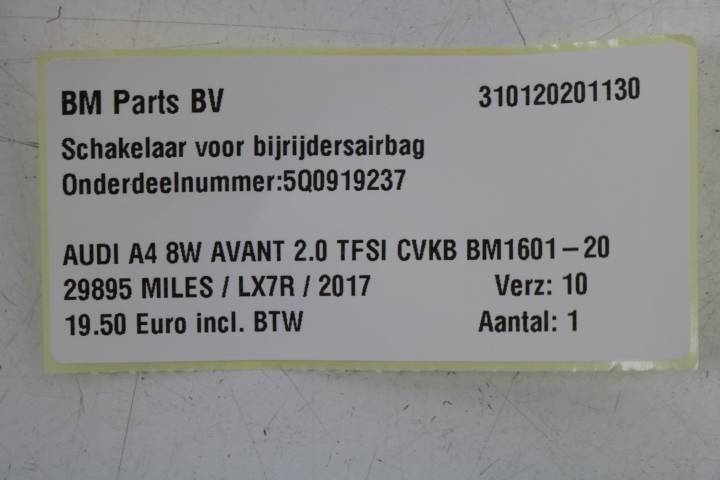 BM Parts BV 310120201130
Schakelaar voor bijrijdersairbag
Onderdeelnummer:5Q0919237
AUDI A4 8W AVANT 2.0 TFSI CVKB BM1601-20
29895 MILES / LX7R / 2017 Verz: 10
19.50 Euro incl. BTW Aantal: 1